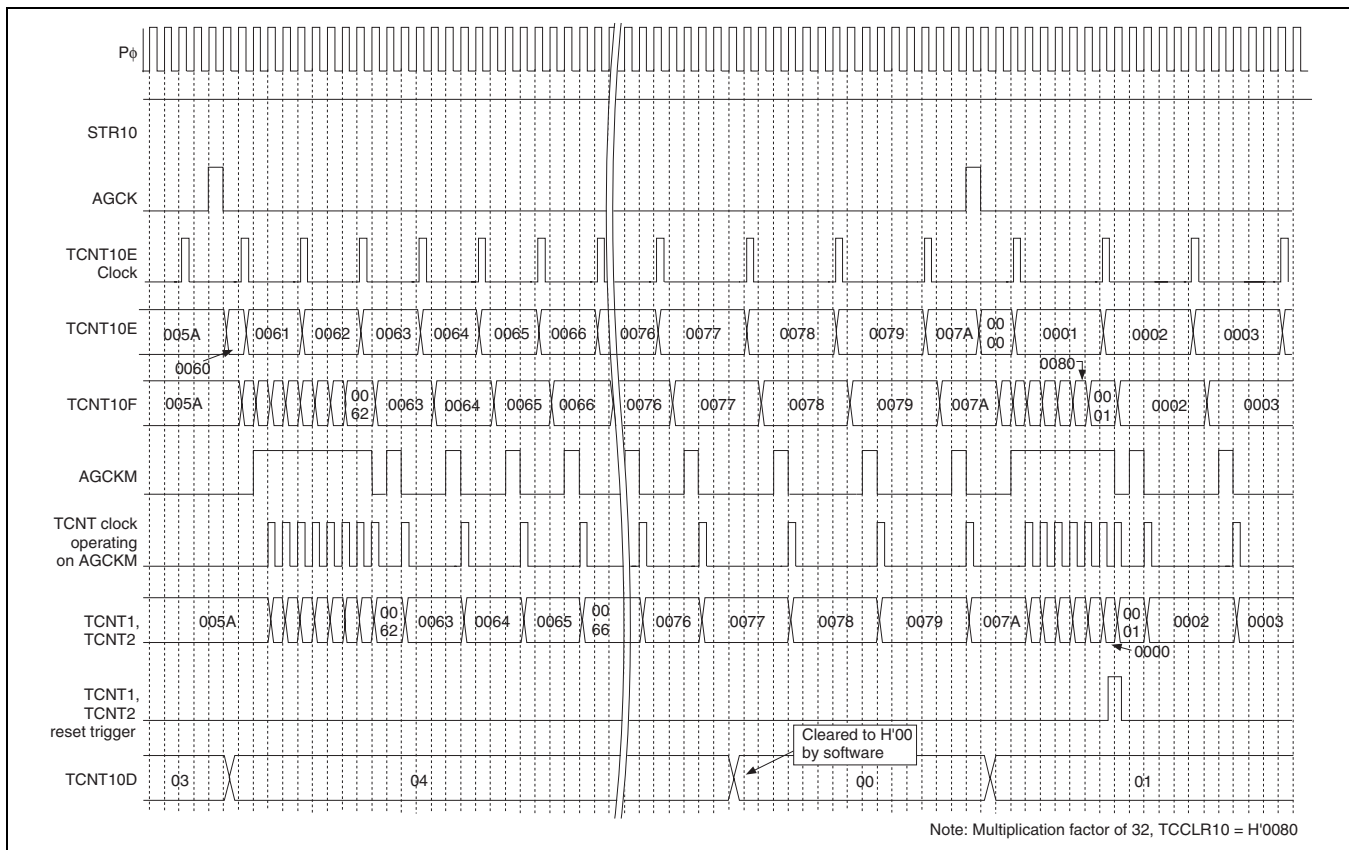 Pϕ
STR10
AGCK
TCNT10E
Clock
TCNT10E
005A
0061
0062
0063
0064
0065
0066
0076
0077
0078
0079
007A
00
00
0001
0002
0003
0060
0080
TCNT10F
005A
00
62
0063
0064
0065
0066
0076
0077
0078
0079
007A
00
01
0002
0003
AGCKM
TCNT clock
operating
on AGCKM
TCNT1,
TCNT2
005A
00
62
0063
0064
0065
00
66
0076
0077
0078
0079
007A
00
01
0002
0003
0000
TCNT1,
TCNT2
reset trigger
Cleared to H'00
by software
TCNT10D
03
04
00
01
Note: Multiplication factor of 32, TCCLR10 = H'0080